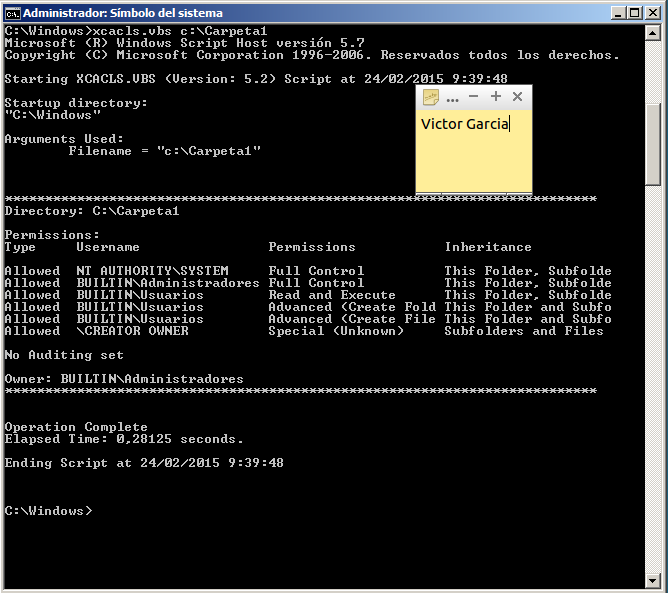 Administrador: Símbolo del sistema
C:\Windows>xcacls.vbs c:\Carpeta1
Microsoft (R) Windows Script Host versión 5.7
Copyright (C) Microsoft Corporation 1996-2006. Reservados todos los derechos.
Starting XCACLS.VBS (Version: 5.2) Script at 24/02/2015 9:39:48
Startup directory:
"C:\Windows"
Arguments Used:
Filename = "c:\Carpeta1"
...
Victor Garcia
***************************************************************************
Directory: C:\Carpeta1
Permissions:
Type Username Permissions Inheritance
Allowed NT AUTHORITY\SYSTEM Full Control This Folder, Subfolde
Allowed BUILTIN\Administradores Full Control This Folder, Subfolde
Allowed BUILTIN\Usuarios Read and Execute This Folder, Subfolde
Allowed BUILTIN\Usuarios Advanced (Create Fold This Folder and Subfo
Allowed BUILTIN\Usuarios Advanced (Create File This Folder and Subfo
Allowed \CREATOR OWNER Special (Unknown) Subfolders and Files
No Auditing set
Owner: BUILTIN\Administradores
**************************************************************************
Operation Complete
Elapsed Time: 0,28125 seconds.
Ending Script at 24/02/2015 9:39:48
C:\Windows>